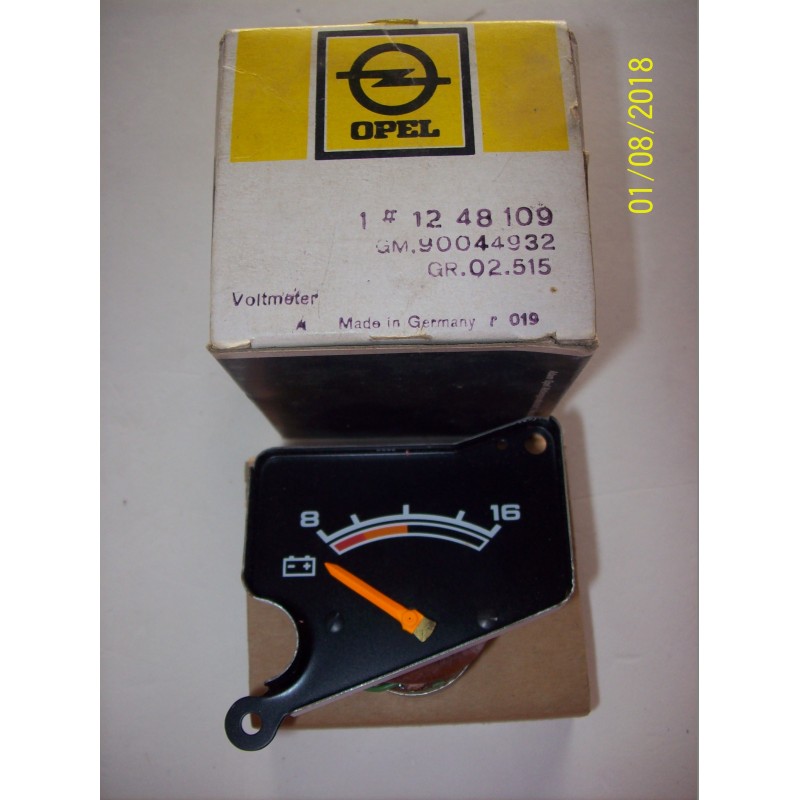 OPEL
1 # 12 48 109
GM.90044932
GR.02.515
Voltmeter
Made in Germany r 019
01/08/2018
8 16
- +